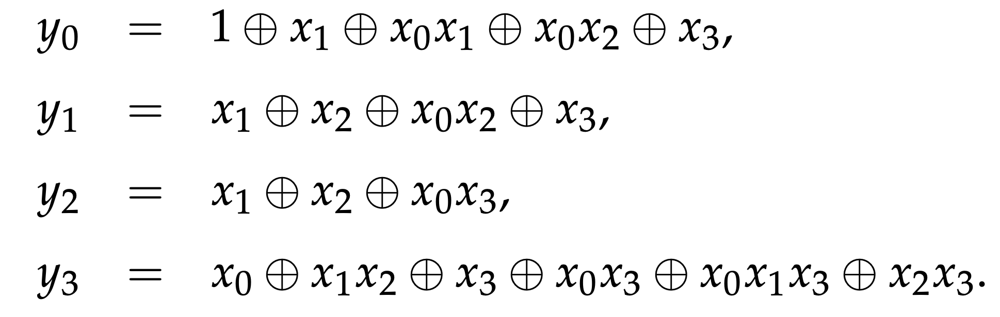 y₀ = 1 ⊕ x₁ ⊕ x₀x₁ ⊕ x₀x₂ ⊕ x₃,
y₁ = x₁ ⊕ x₂ ⊕ x₀x₂ ⊕ x₃,
y₂ = x₁ ⊕ x₂ ⊕ x₀x₃,
y₃ = x₀ ⊕ x₁x₂ ⊕ x₃ ⊕ x₀x₃ ⊕ x₀x₁x₃ ⊕ x₂x₃.